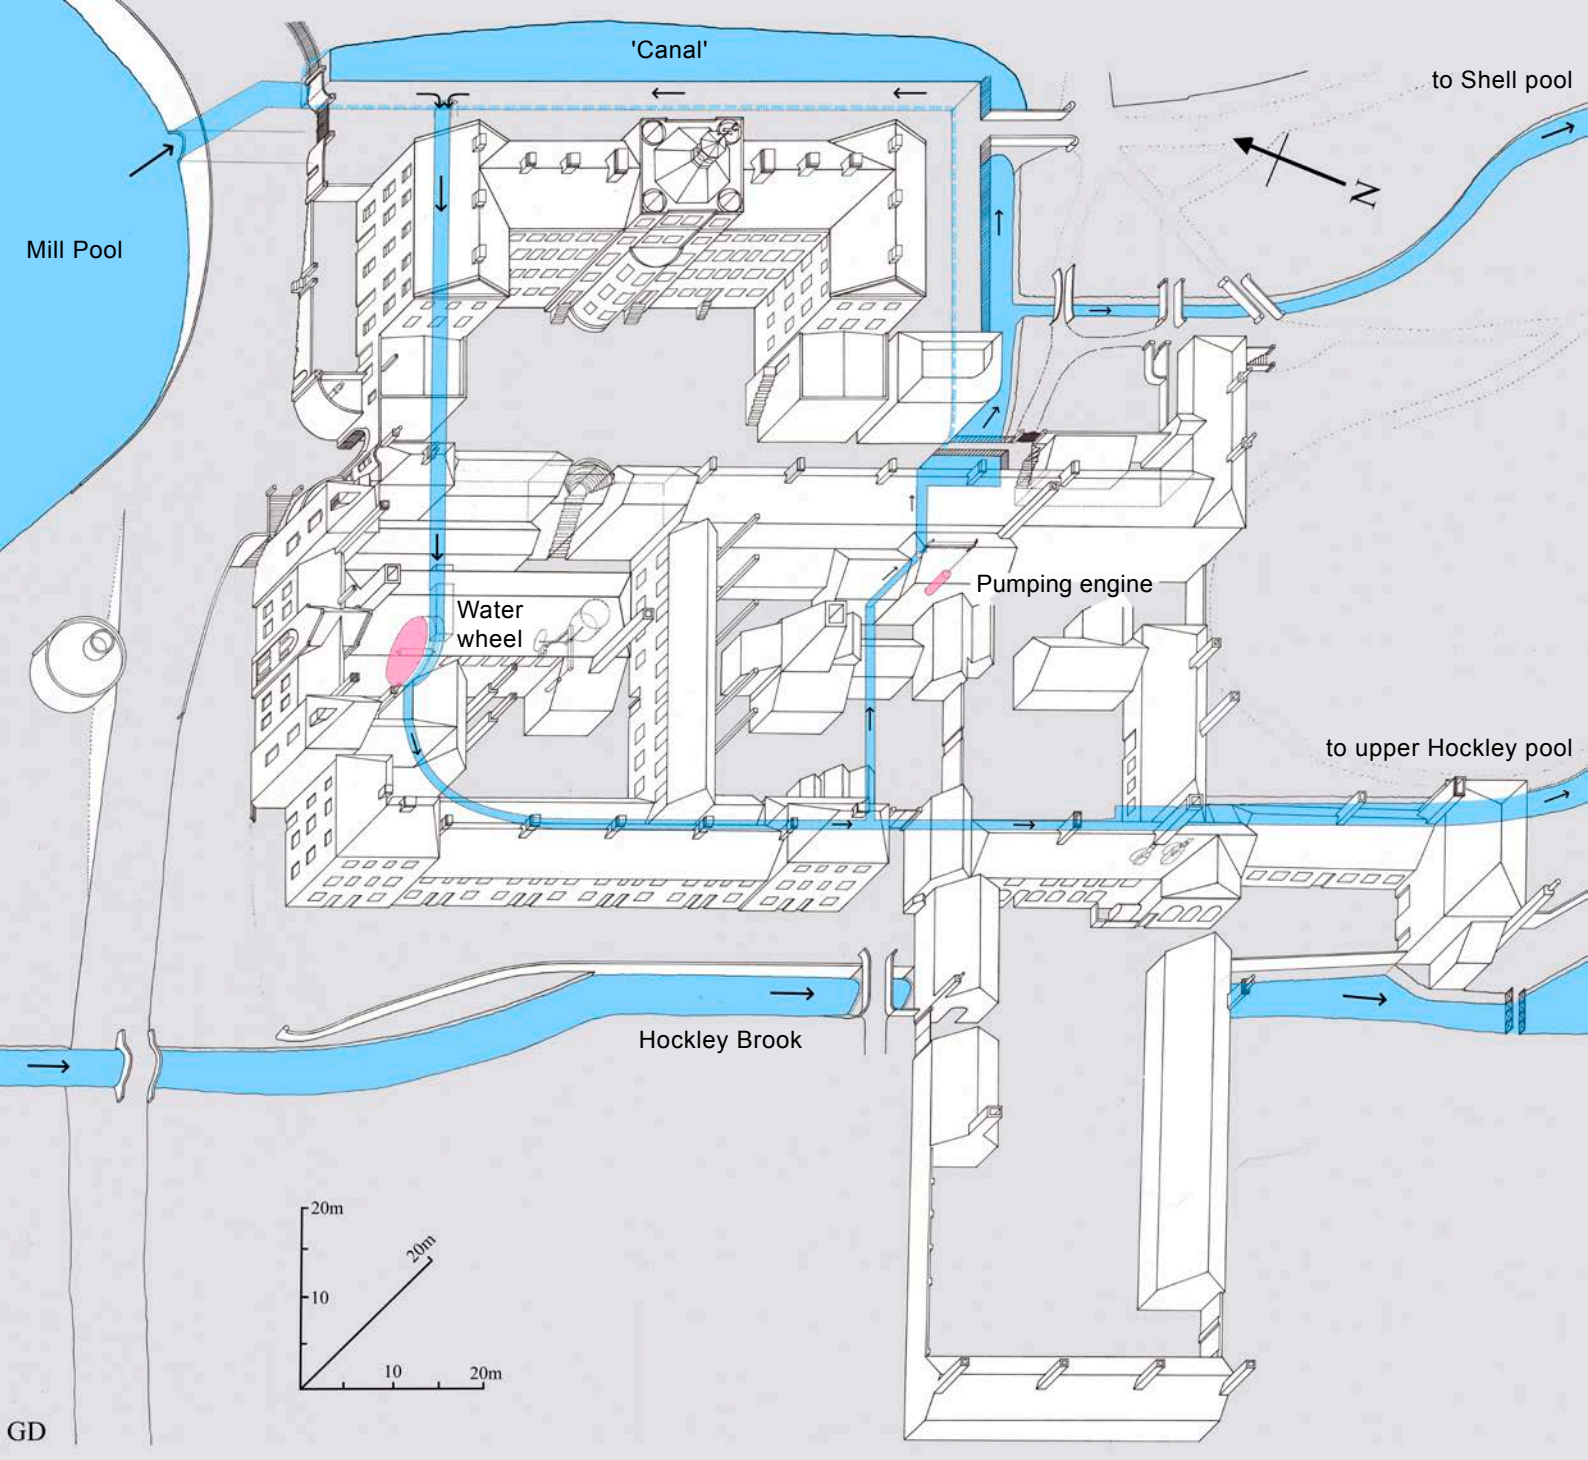 'Canal'
to Shell pool
N
Mill Pool
Pumping engine
Water
wheel
to upper Hockley pool
Hockley Brook
20m
20m
10
10
20m
GD